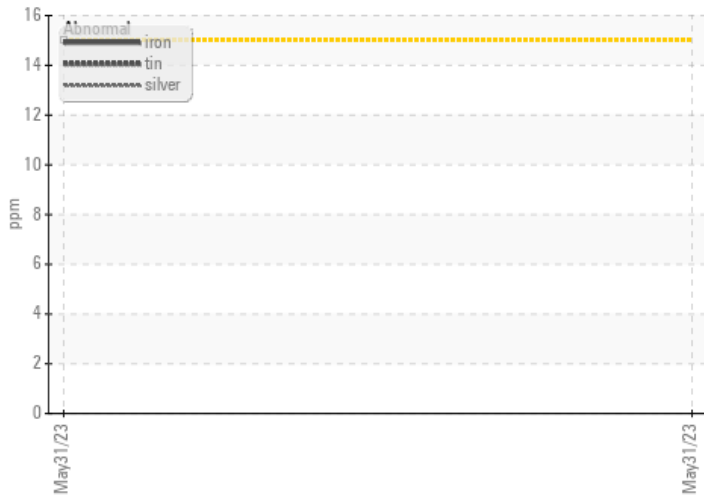 16
14
12
10
8
6
4
2
0
ppm
Abnormal
iron
tin
silver
May31/23
May31/23